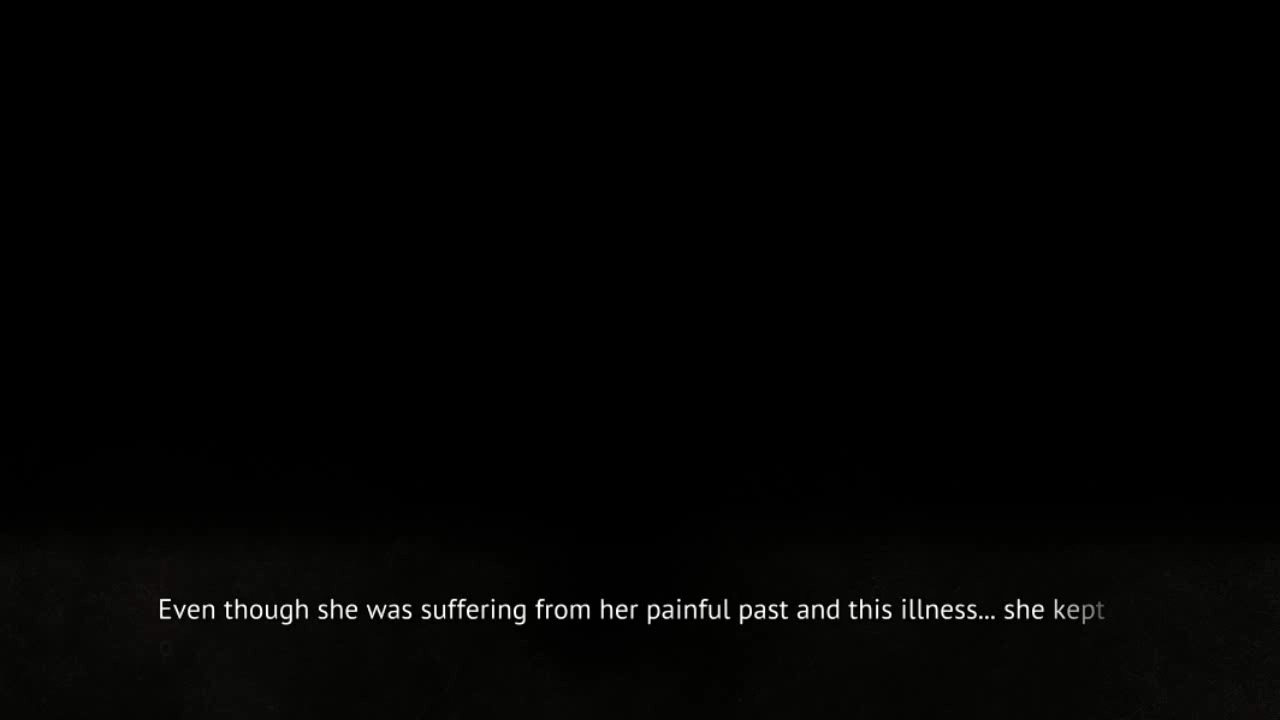 Even though she was suffering from her painful past and this illness... she kept
o